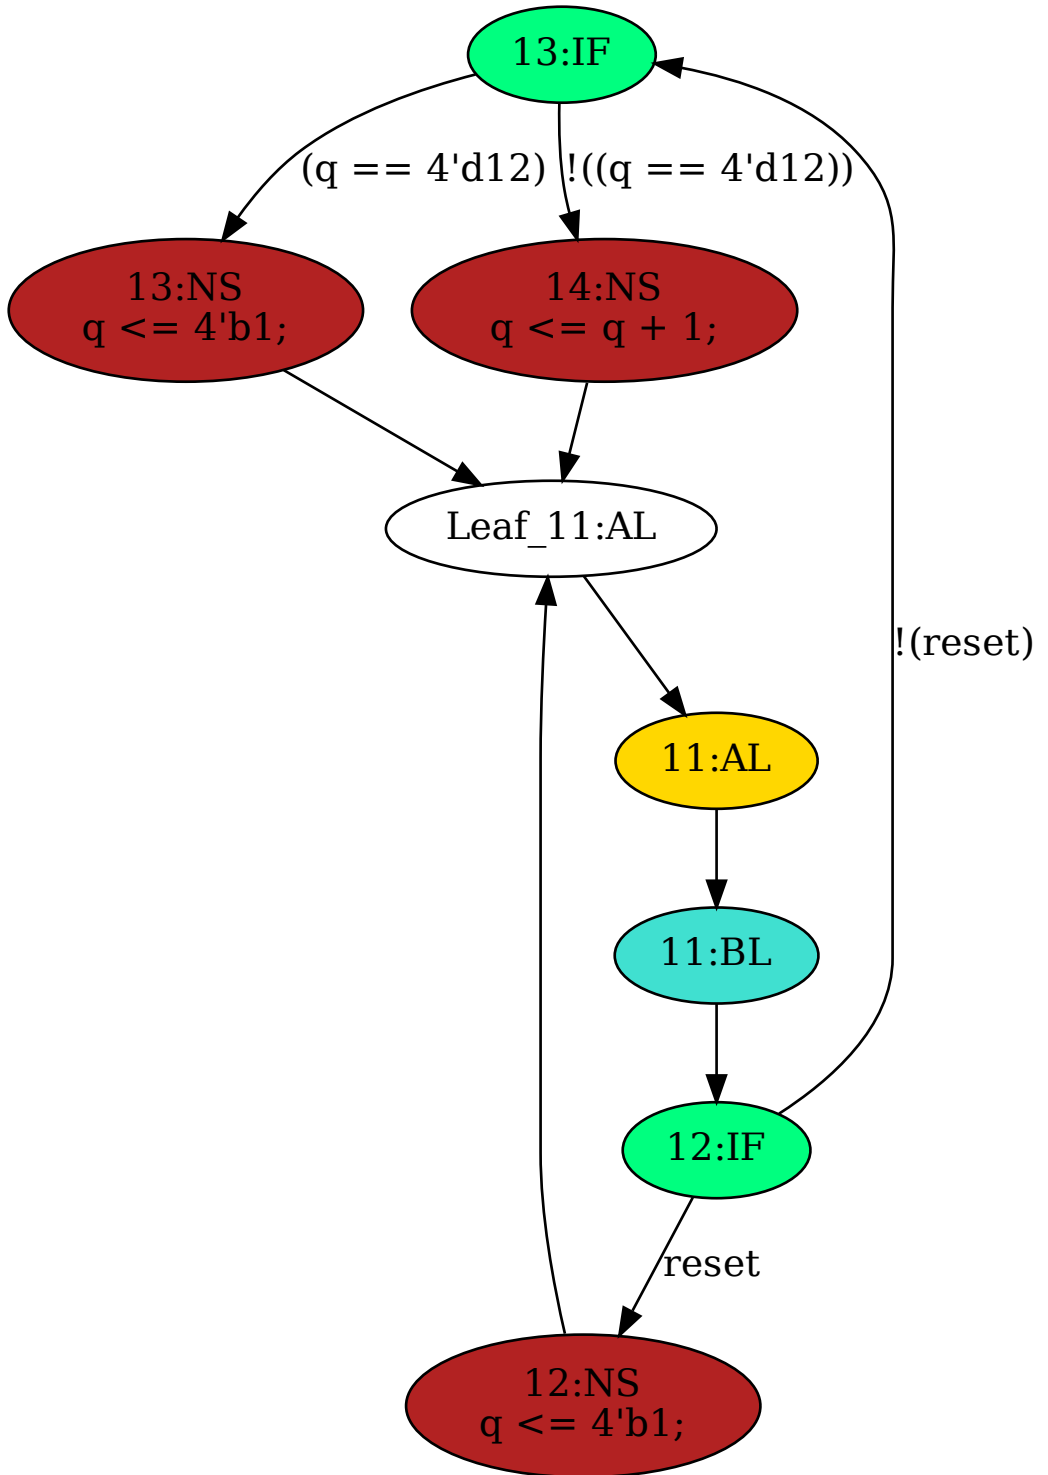 13:IF
(q == 4'd12)
!((q == 4'd12))
13:NS
q <= 4'b1;
14:NS
q <= q + 1;
Leaf_11:AL
!(reset)
11:AL
11:BL
12:IF
reset
12:NS
q <= 4'b1;